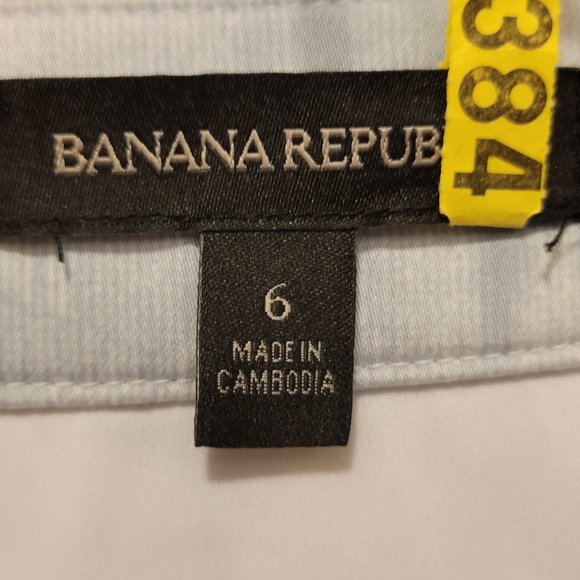 BANANA REPUB
384
6
MADE IN
CAMBODIA